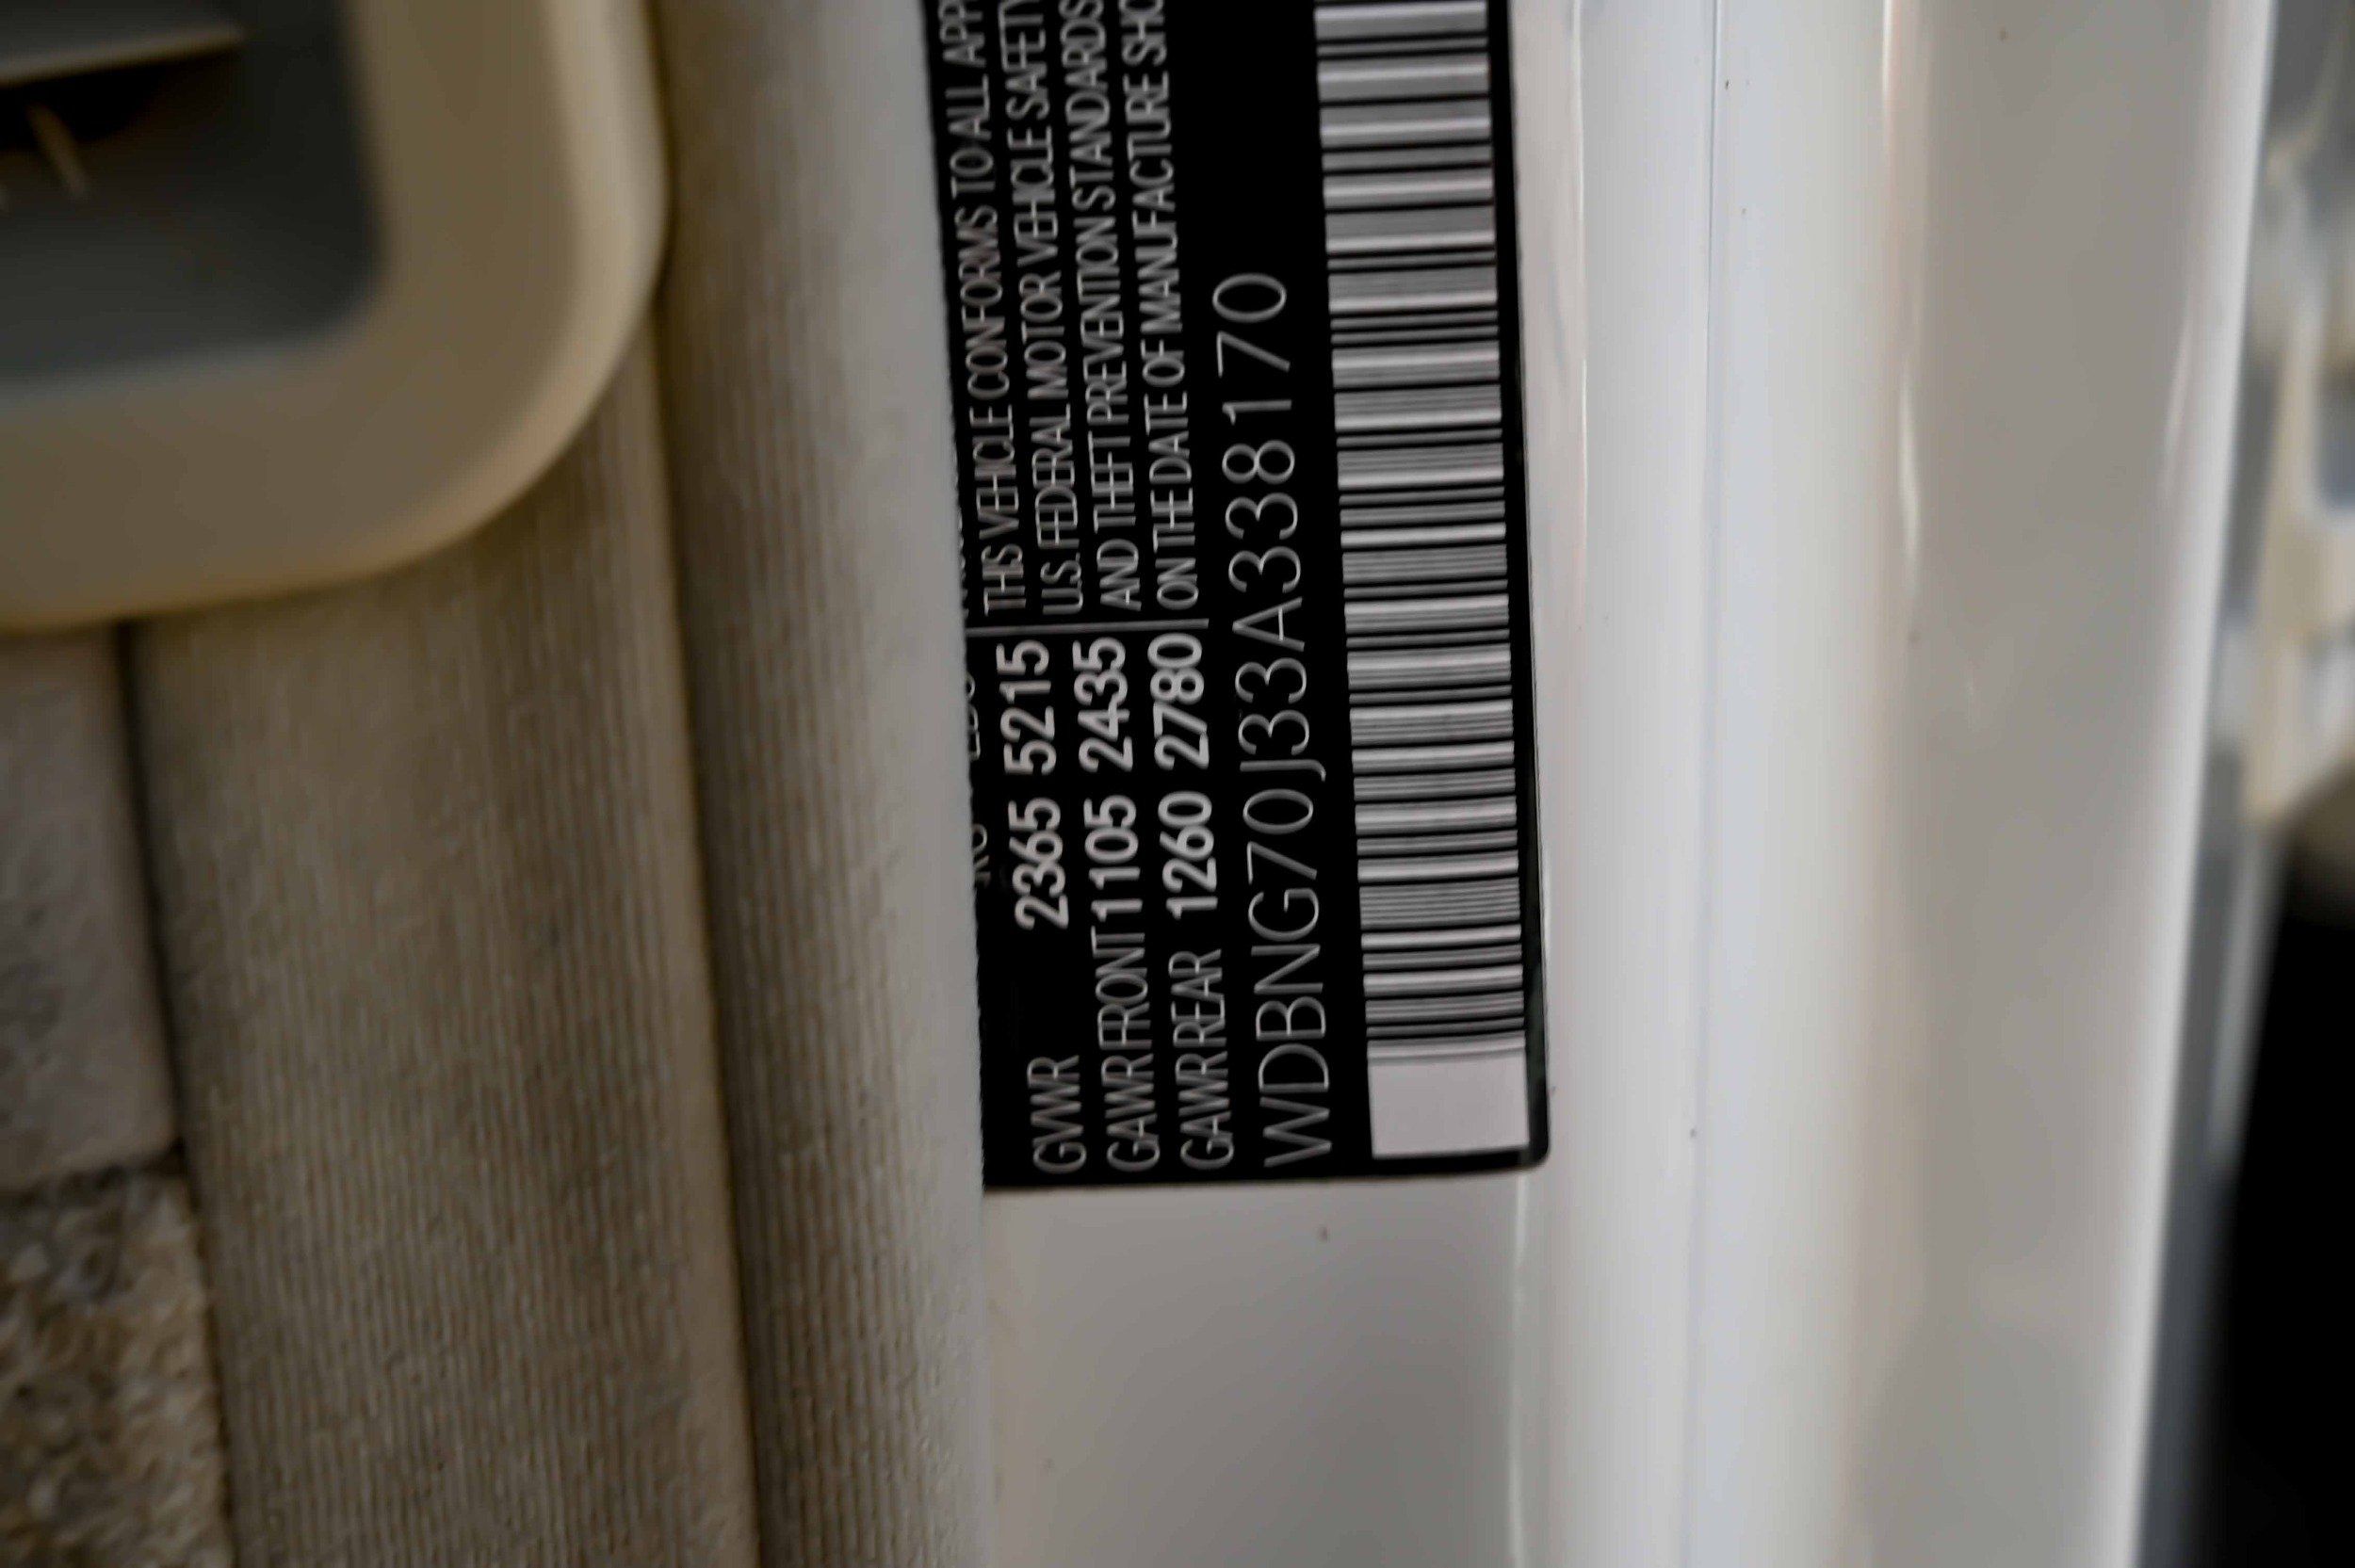 GVWR 2365 5215 THIS VEHICLE CONFORMS TO ALL
GAWR FRONT 1105 2435 U.S. FEDERAL MOTOR VEHICLE SAFETY
GAWR REAR 1260 2780 AND THEFT PREVENTION STANDARDS
ON THE DATE OF MANUFACTURE
WDBNG70J33A338170